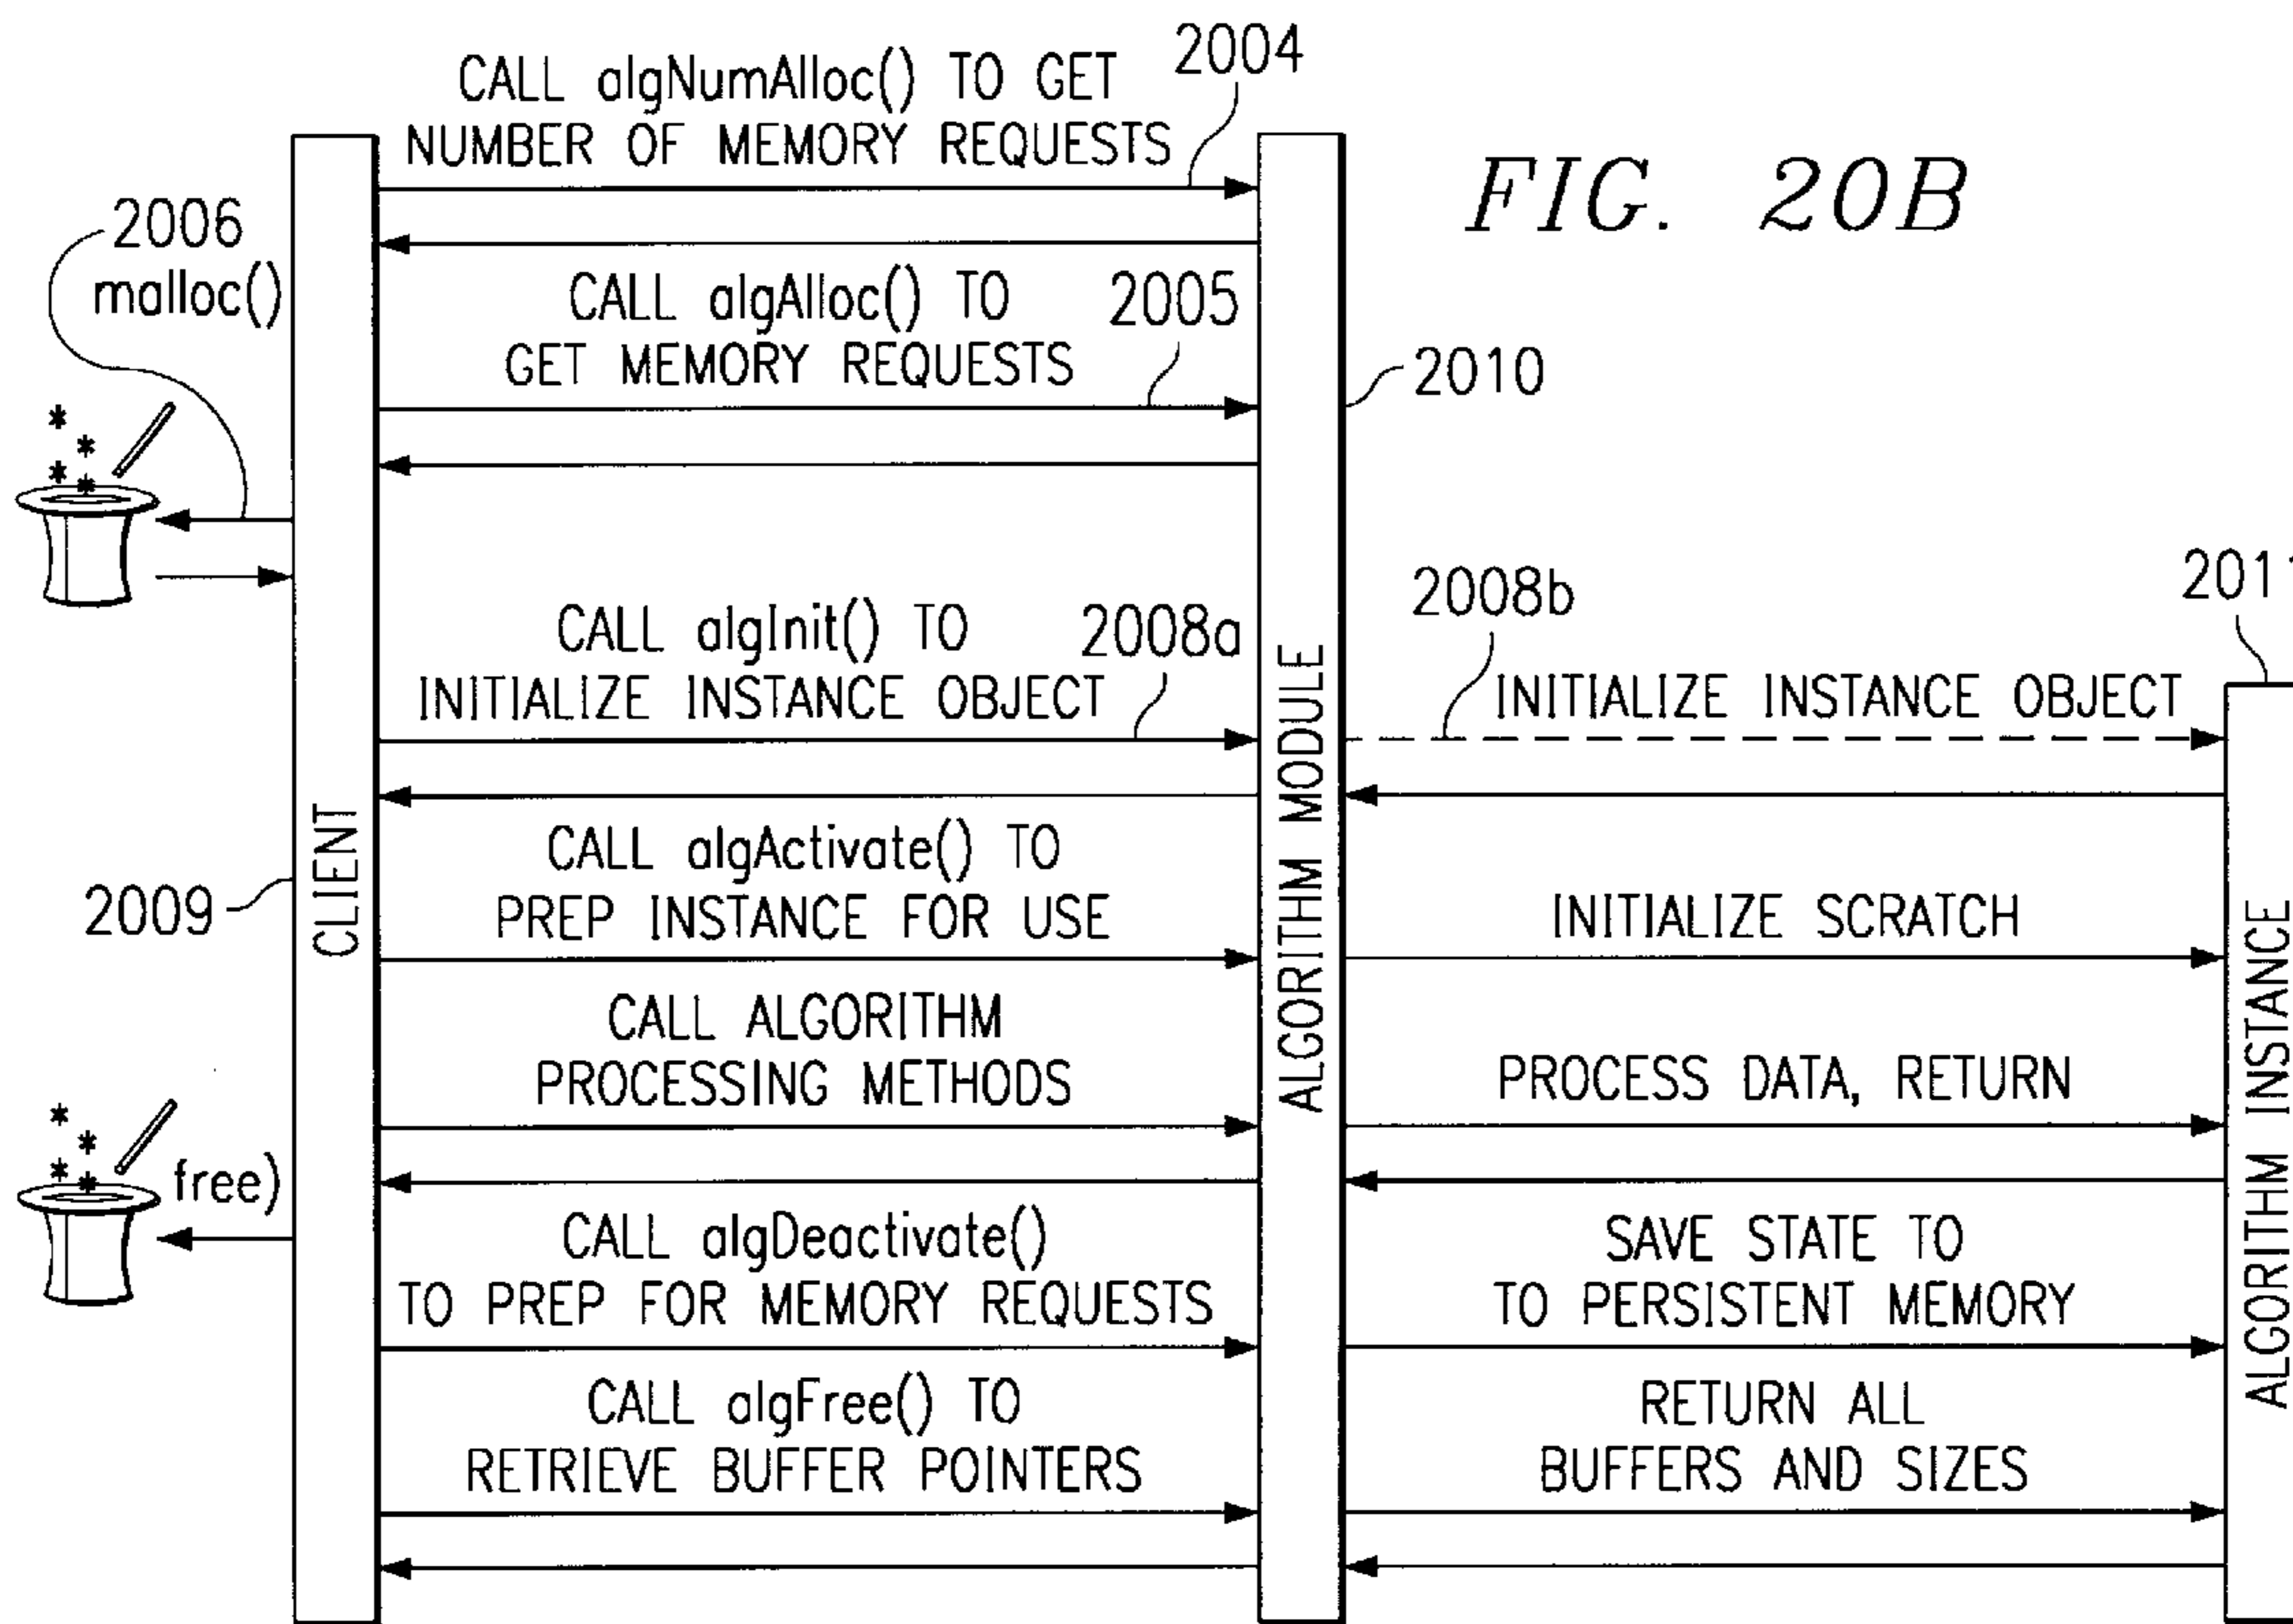 CALL algNumAlloc() TO GET
NUMBER OF MEMORY REQUESTS
2004
FIG. 20B
2006
malloc()
CALL algAlloc() TO
GET MEMORY REQUESTS
2005
2010
CALL algInit() TO
INITIALIZE INSTANCE OBJECT
2008a
2008b
INITIALIZE INSTANCE OBJECT
2011
CLIENT
2009
ALGORITHM MODULE
ALGORITHM INSTANCE
CALL algActivate() TO
PREP INSTANCE FOR USE
INITIALIZE SCRATCH
CALL ALGORITHM
PROCESSING METHODS
PROCESS DATA, RETURN
free)
CALL algDeactivate()
TO PREP FOR MEMORY REQUESTS
SAVE STATE TO
TO PERSISTENT MEMORY
CALL algFree() TO
RETRIEVE BUFFER POINTERS
RETURN ALL
BUFFERS AND SIZES